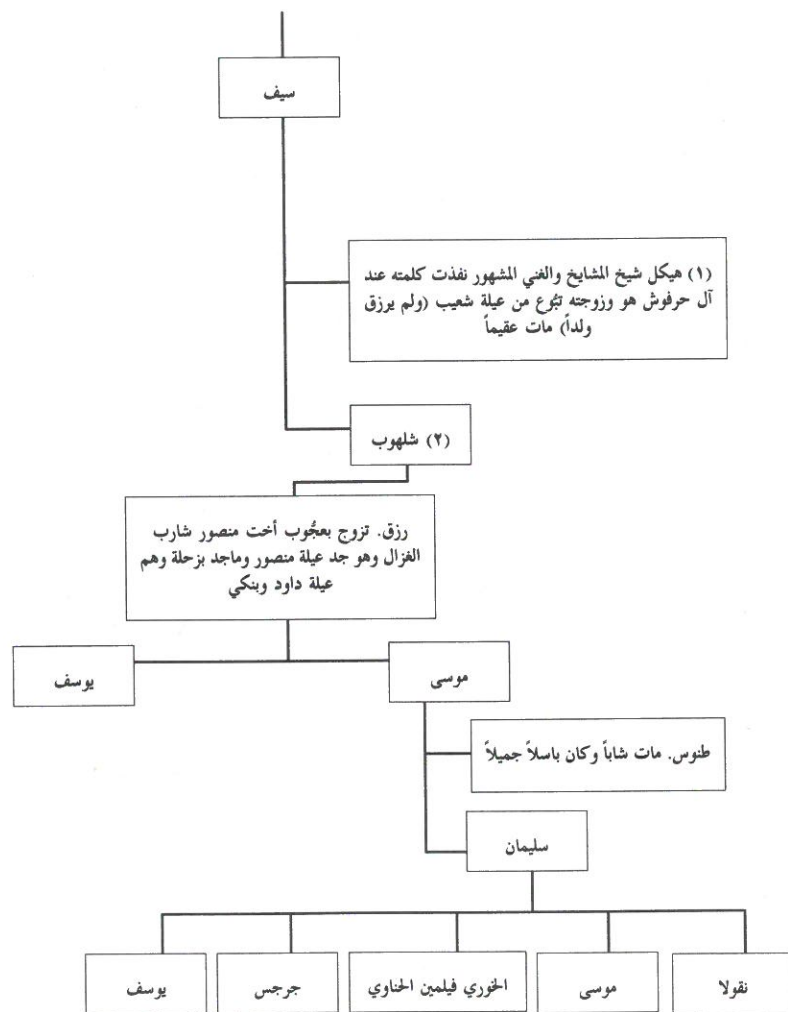 سيف
(١) هيكل شيخ المشايخ والغني المشهور نفذت كلمته عند
آل حرفوش هو وزوجته تبُّوع من عيلة شعيب (ولم يرزق
ولداً) مات عقيماً
(٢) شلهوب
رزق. تزوج بعجُّوب أخت منصور شارب
الغزال وهو جد عيلة منصور وماجد بزحلة وهم
عيلة داود وبنكي
موسى
يوسف
طنوس. مات شاباً وكان باسلاً جميلاً
سليمان
نقولا
موسى
الخوري فيلمين الحناوي
جرجس
يوسف